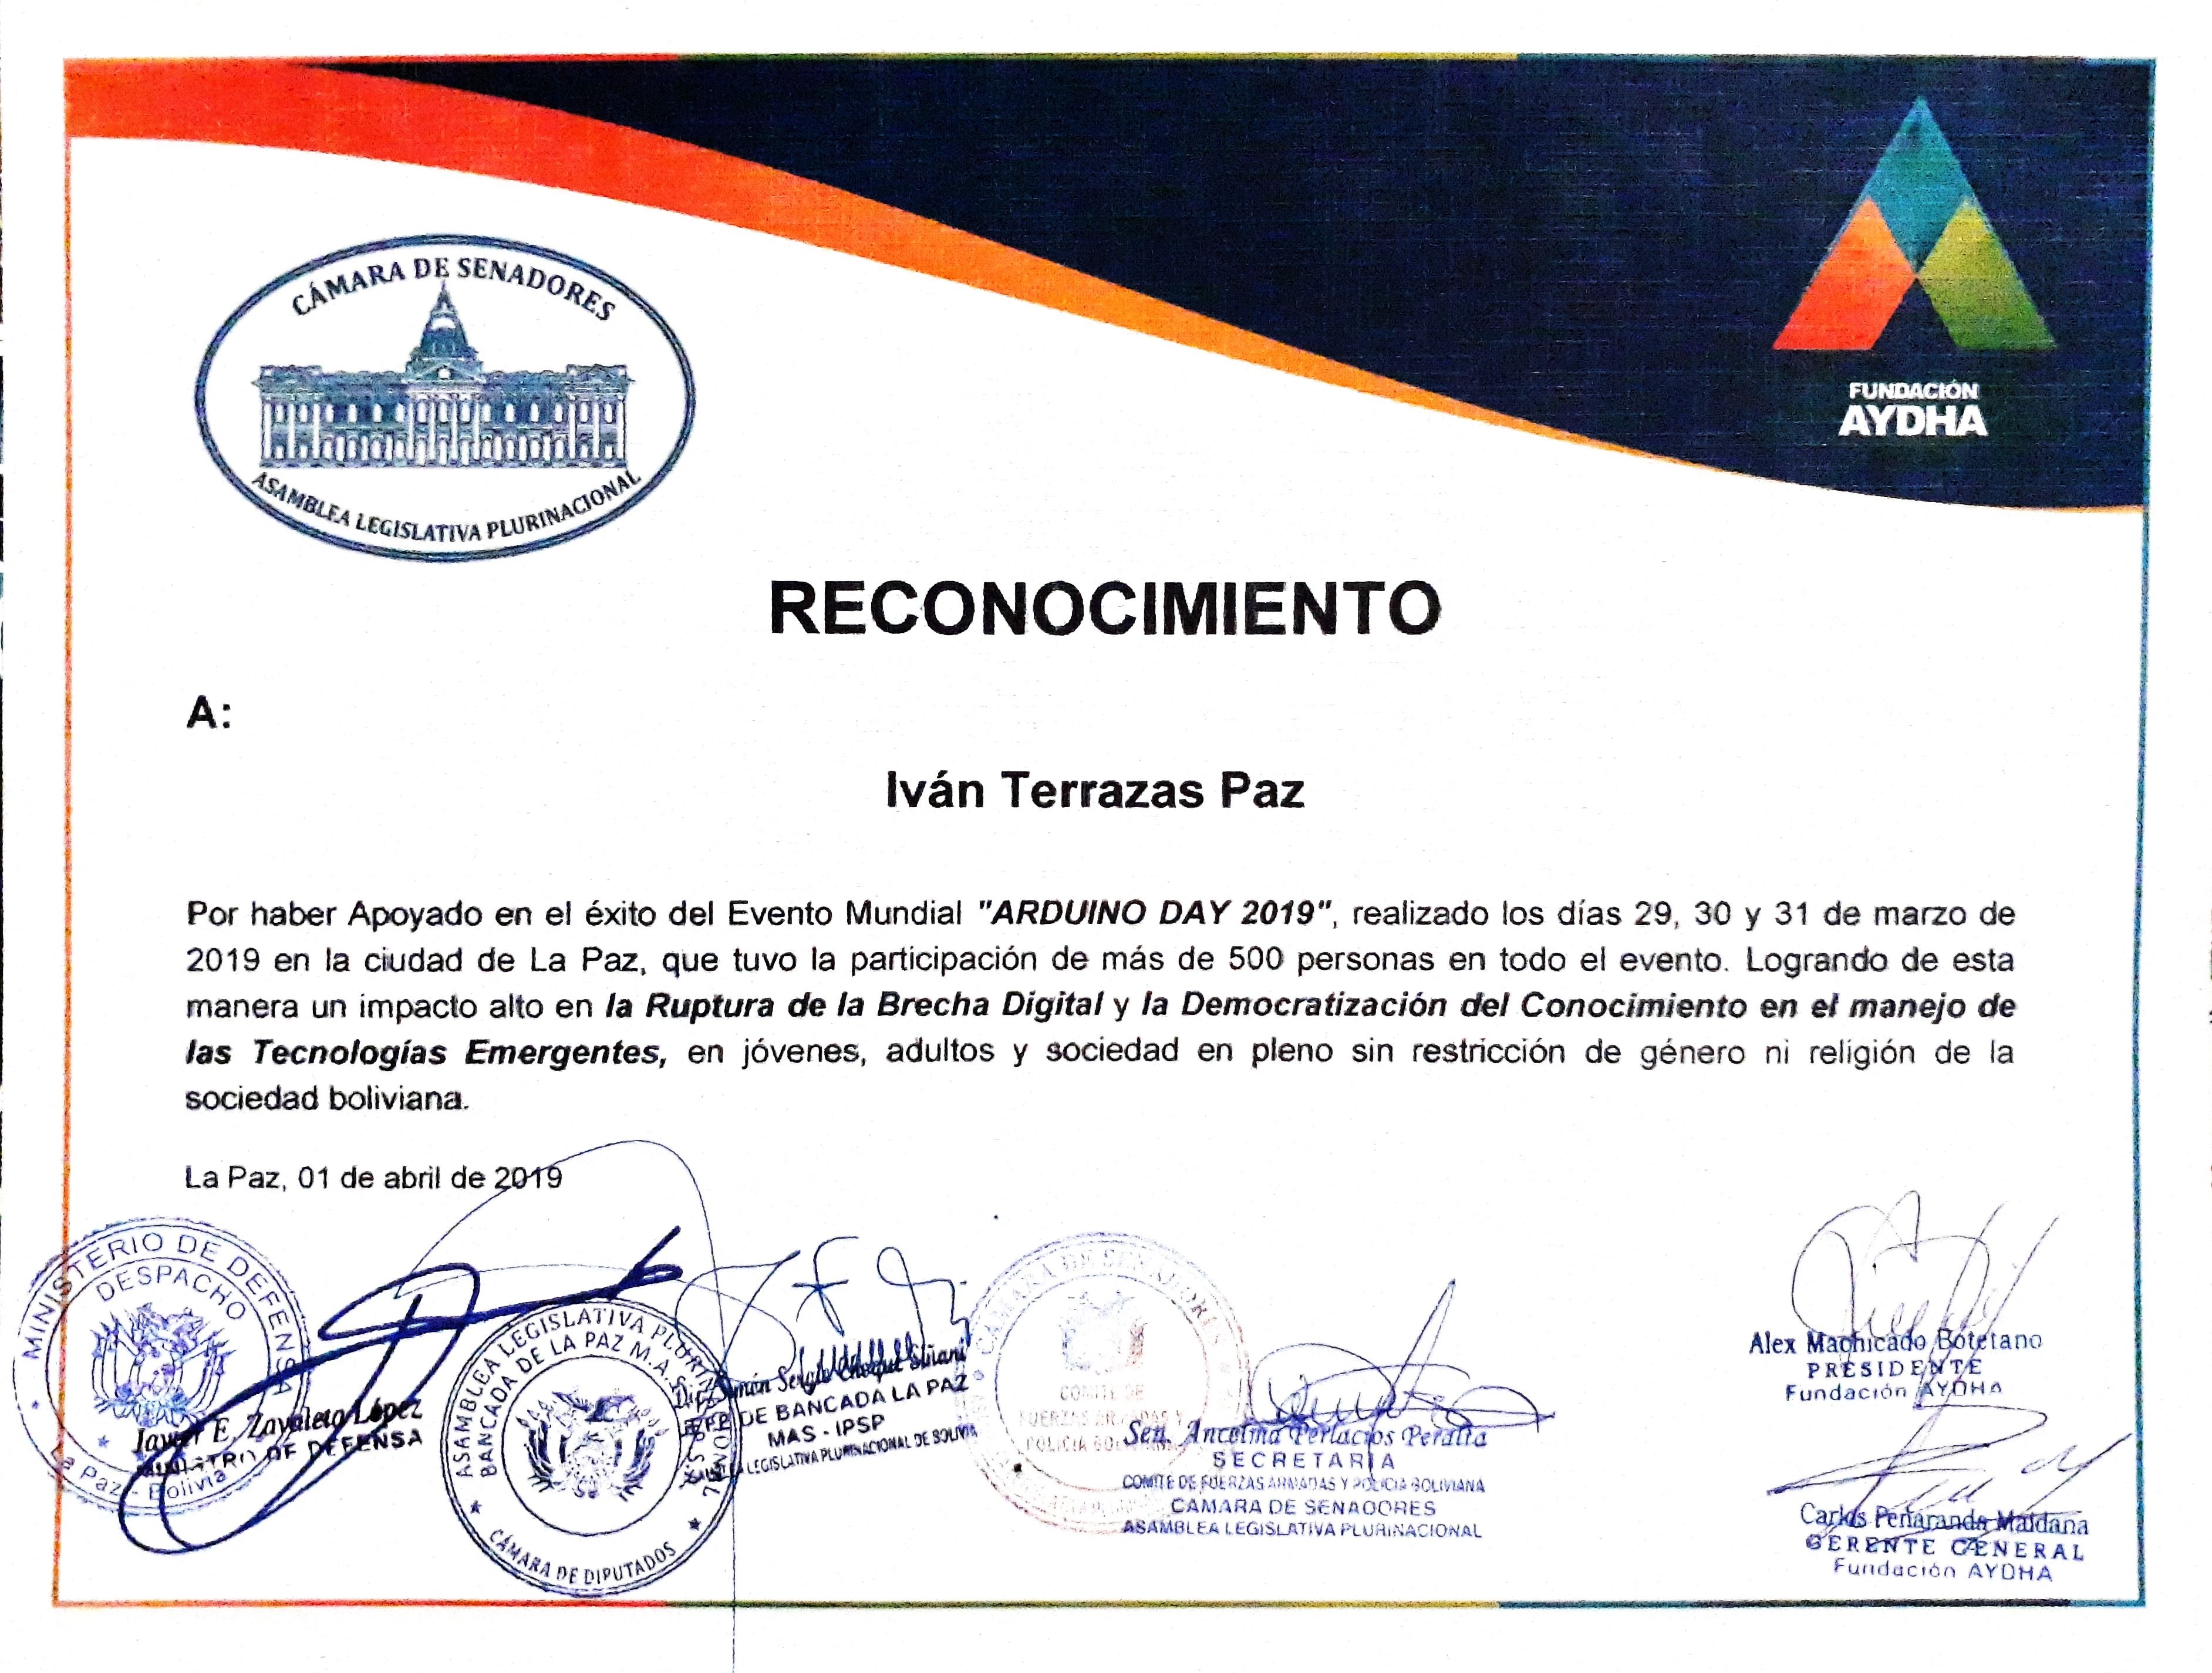 CÁMARA DE SENADORES
ASAMBLEA LEGISLATIVA PLURINACIONAL
FUNDACIÓN
AYDHA
RECONOCIMIENTO
A:
Iván Terrazas Paz
Por haber Apoyado en el éxito del Evento Mundial "ARDUINO DAY 2019", realizado los días 29, 30 y 31 de marzo de
2019 en la ciudad de La Paz, que tuvo la participación de más de 500 personas en todo el evento. Logrando de esta
manera un impacto alto en la Ruptura de la Brecha Digital y la Democratización del Conocimiento en el manejo de
las Tecnologías Emergentes, en jóvenes, adultos y sociedad en pleno sin restricción de género ni religión de la
sociedad boliviana.
La Paz, 01 de abril de 2019
MINISTERIO DE DEFENSA
DESPACHO
La Paz - Bolivia
Javier E. Zavaleta López
MINISTRO DE DEFENSA
ASAMBLEA LEGISLATIVA
BANCADA DE LA PAZ M.A.S.
CÁMARA DE DIPUTADOS
Dip. Simón Sergio
JEFE DE BANCADA LA PAZ
MAS - IPSP
LEGISLATIVA PLURINACIONAL DE BOLIVIA
CÁMARA DE SENADORES
COMITÉ DE
FUERZAS ARMADAS Y
POLICIA BOLIVIANA
Sen. Ancelma Perlacios Peralta
SECRETARIA
COMITE DE FUERZAS ARMADAS Y POLICIA BOLIVIANA
CAMARA DE SENADORES
ASAMBLEA LEGISLATIVA PLURINACIONAL
Alex Machicado Botetano
PRESIDENTE
Fundación AYDHA
Carlos Peñaranda Maldana
GERENTE GENERAL
Fundación AYDHA